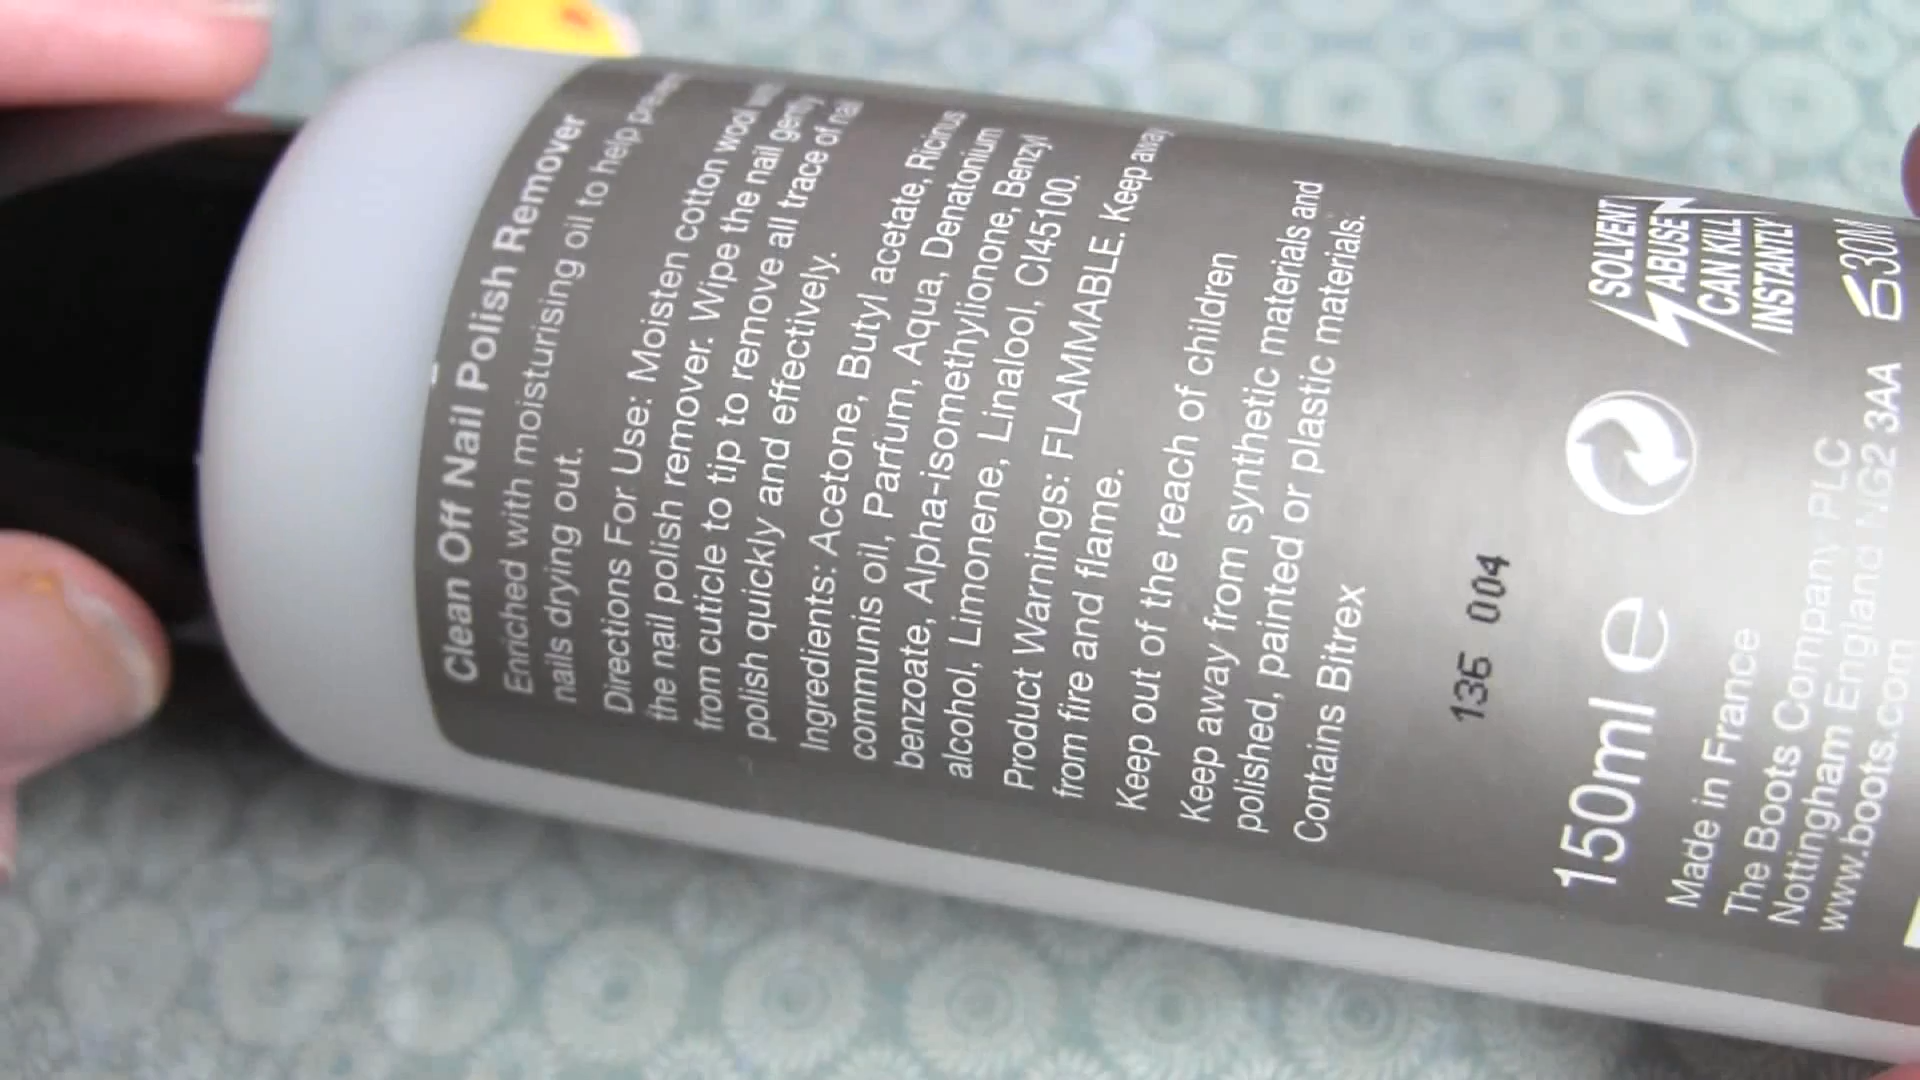 Clean Off Nail Polish Remover
Enriched with moisturising oil to help prevent
nails drying out.
Directions For Use: Moisten cotton wool
the nail polish remover. Wipe the nail gently
from cuticle to tip to remove all trace of nail
polish quickly and effectively.
Ingredients: Acetone, Butyl acetate, Ricinus
communis oil, Parfum, Aqua, Denatonium
benzoate, Alpha-isomethylionone, Benzyl
alcohol, Limonene, Linalool, CI45100.
Product Warnings: FLAMMABLE. Keep away
from fire and flame.
Keep out of the reach of children
Keep away from synthetic materials and
polished, painted or plastic materials.
Contains Bitrex
136 004
150ml e
SOLVENT
ABUSE
CAN KILL
INSTANTLY
Made in France
The Boots Company PLC
Nottingham England NG2 3AA
www.boots.com
30M